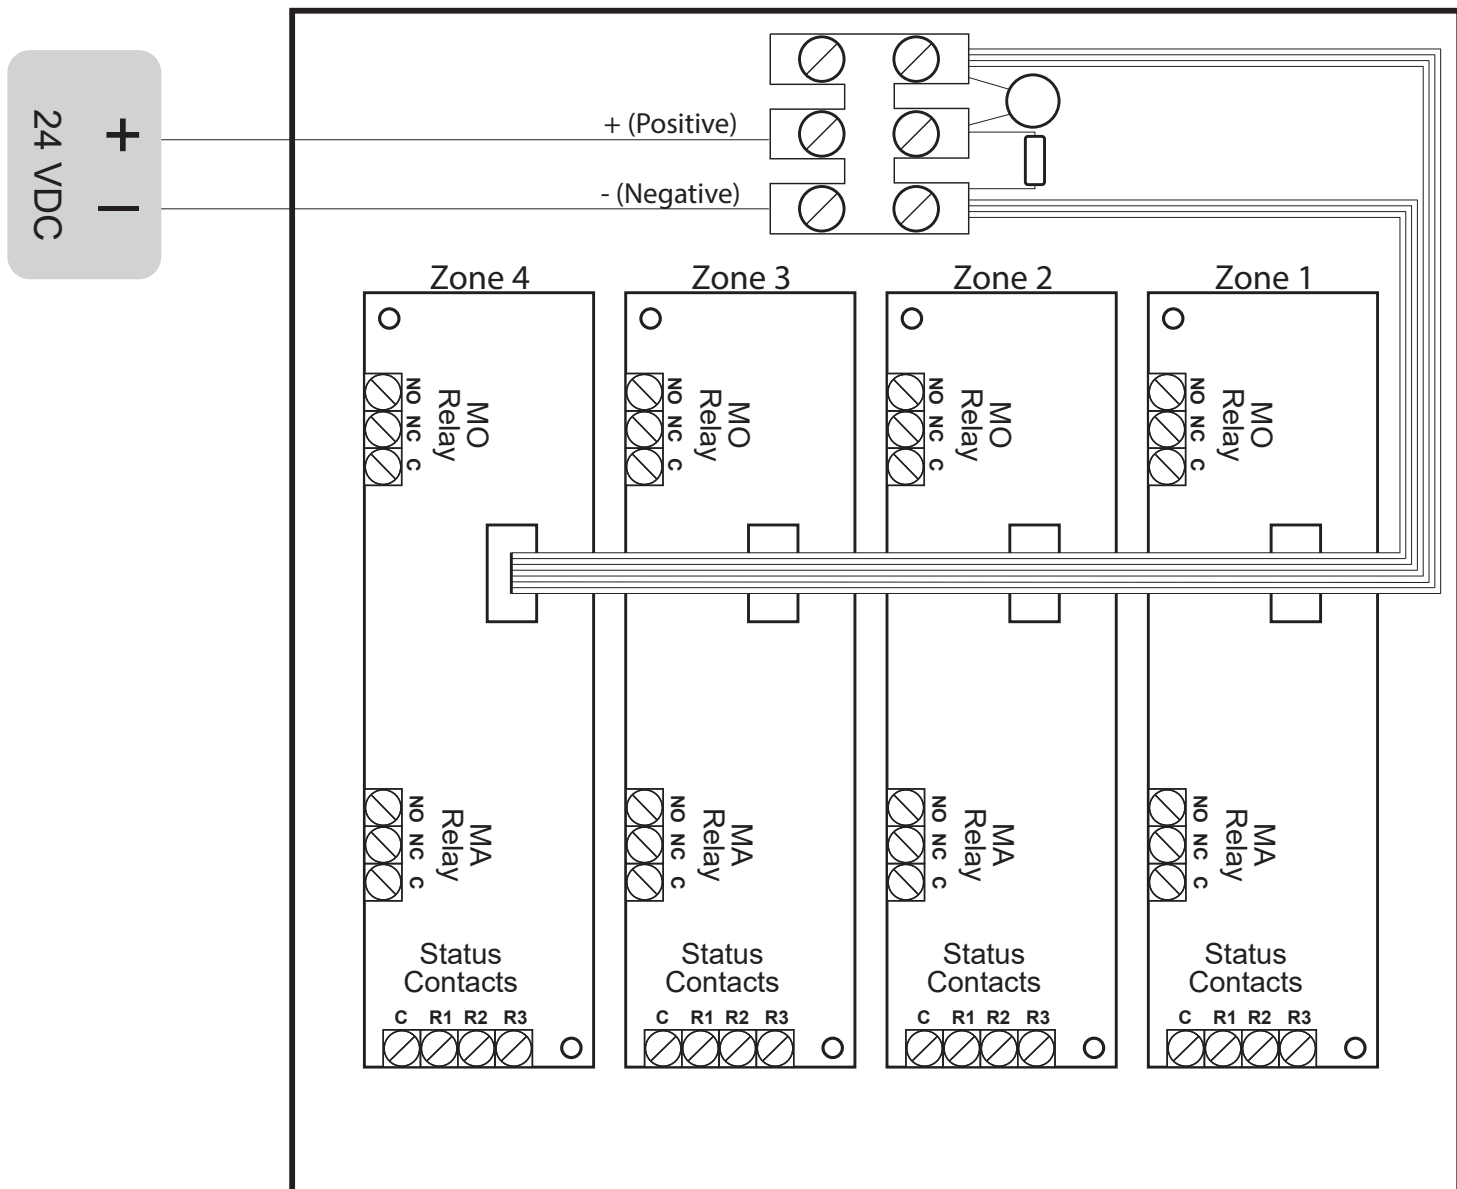 + (Positive)
- (Negative)
+
−
24 VDC
Zone 4
Zone 3
Zone 2
Zone 1
NO NC C
MO
Relay
NO NC C
MO
Relay
NO NC C
MO
Relay
NO NC C
MO
Relay
NO NC C
MA
Relay
NO NC C
MA
Relay
NO NC C
MA
Relay
NO NC C
MA
Relay
Status
Contacts
C R1 R2 R3
Status
Contacts
C R1 R2 R3
Status
Contacts
C R1 R2 R3
Status
Contacts
C R1 R2 R3